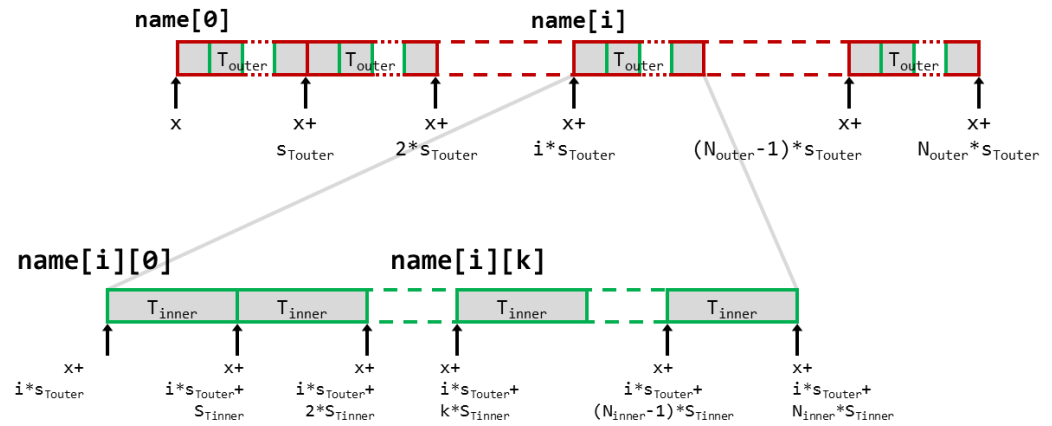 name[0] name[i]
T_outer T_outer T_outer T_outer
x x+ x+ x+ x+ x+
s_Touter 2*s_Touter i*s_Touter (N_outer-1)*s_Touter N_outer*s_Touter
name[i][0] name[i][k]
T_inner T_inner T_inner T_inner
x+ x+ x+ x+ x+ x+
i*s_Touter i*s_Touter+ i*s_Touter+ i*s_Touter+ i*s_Touter+ i*s_Touter+
S_Tinner 2*S_Tinner k*S_Tinner (N_inner-1)*S_Tinner N_inner*S_Tinner